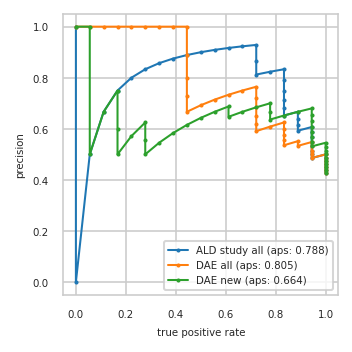 1.0
0.8
0.6
0.4
0.2
0.0
precision
ALD study all (aps: 0.788)
DAE all (aps: 0.805)
DAE new (aps: 0.664)
0.0 0.2 0.4 0.6 0.8 1.0
true positive rate